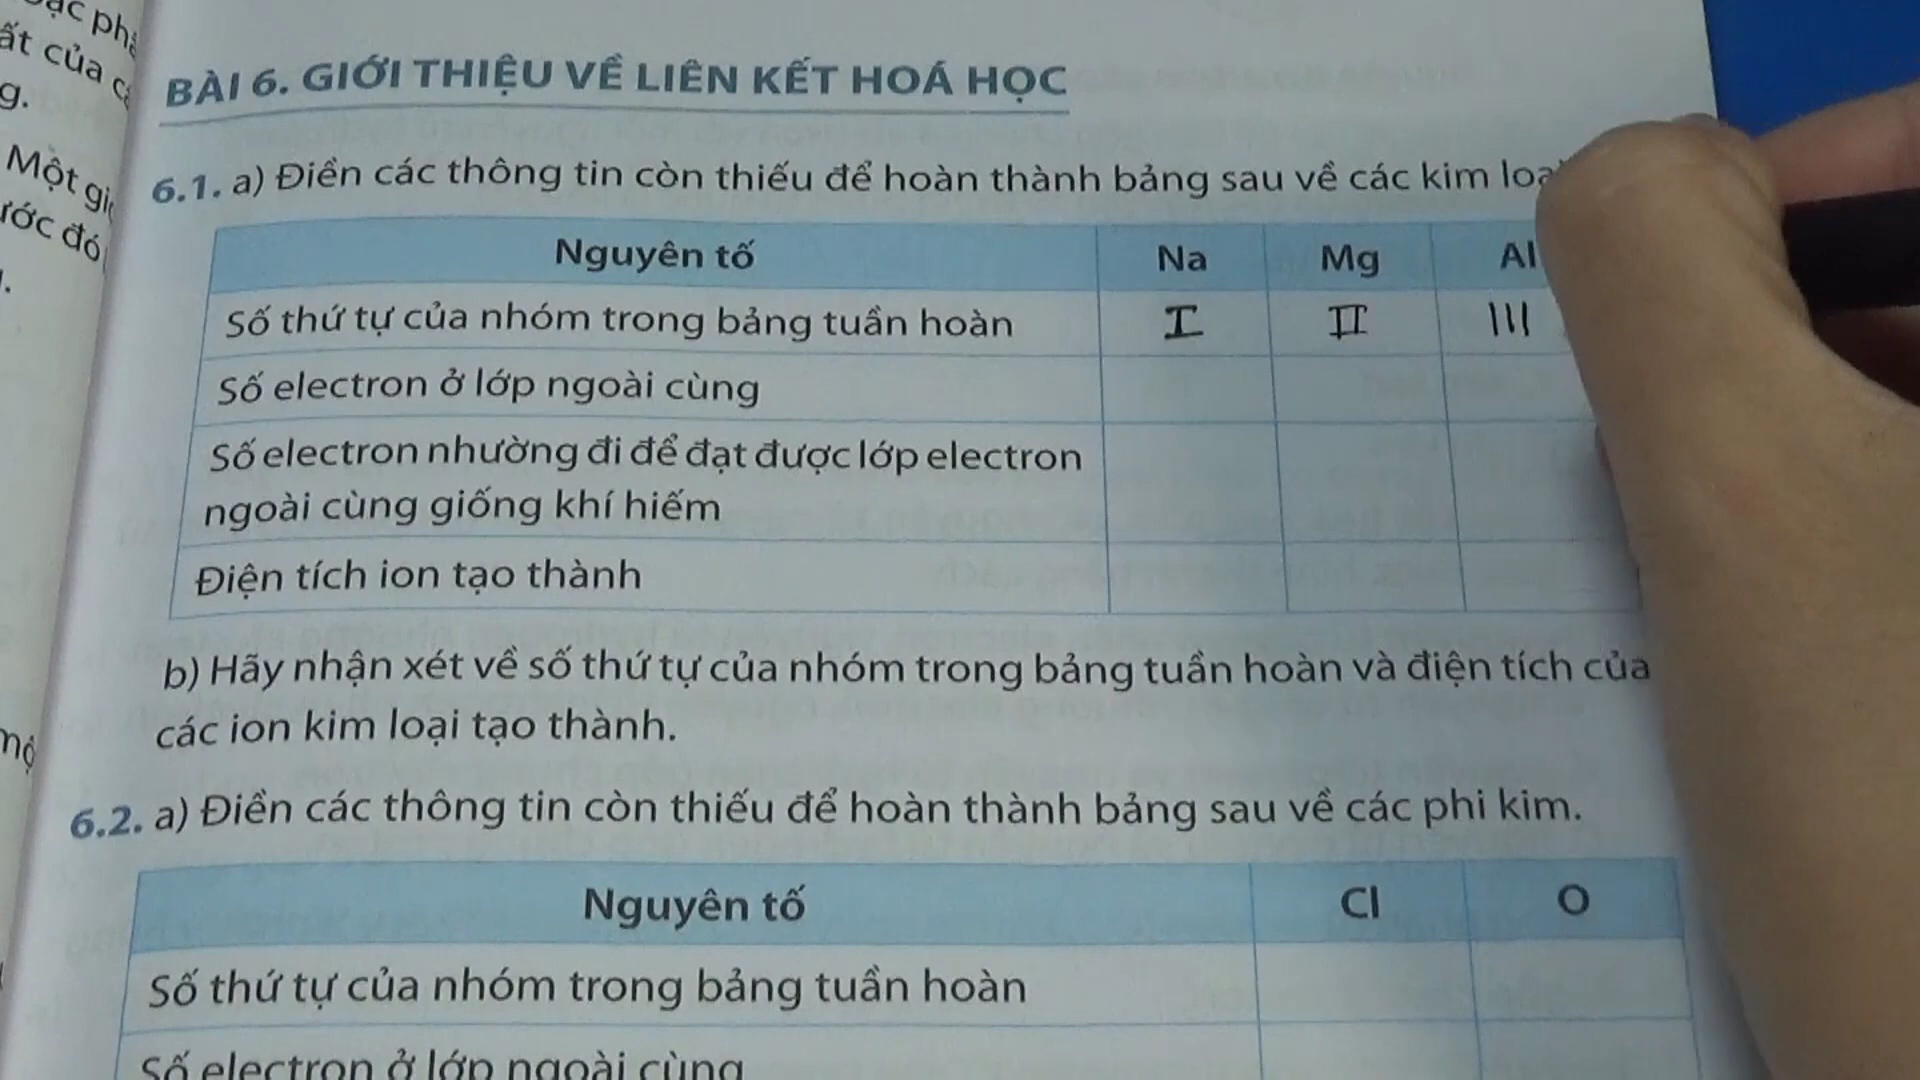 ất của
g.
Một
ước đó
BÀI 6. GIỚI THIỆU VỀ LIÊN KẾT HOÁ HỌC
6.1. a) Điền các thông tin còn thiếu để hoàn thành bảng sau về các kim
Nguyên tố Na Mg Al
Số thứ tự của nhóm trong bảng tuần hoàn I II III
Số electron ở lớp ngoài cùng
Số electron nhường đi để đạt được lớp electron
ngoài cùng giống khí hiếm
Điện tích ion tạo thành
b) Hãy nhận xét về số thứ tự của nhóm trong bảng tuần hoàn và điện tích của
các ion kim loại tạo thành.
6.2. a) Điền các thông tin còn thiếu để hoàn thành bảng sau về các phi kim.
Nguyên tố Cl O
Số thứ tự của nhóm trong bảng tuần hoàn
Số electron ở lớp ngoài cùng